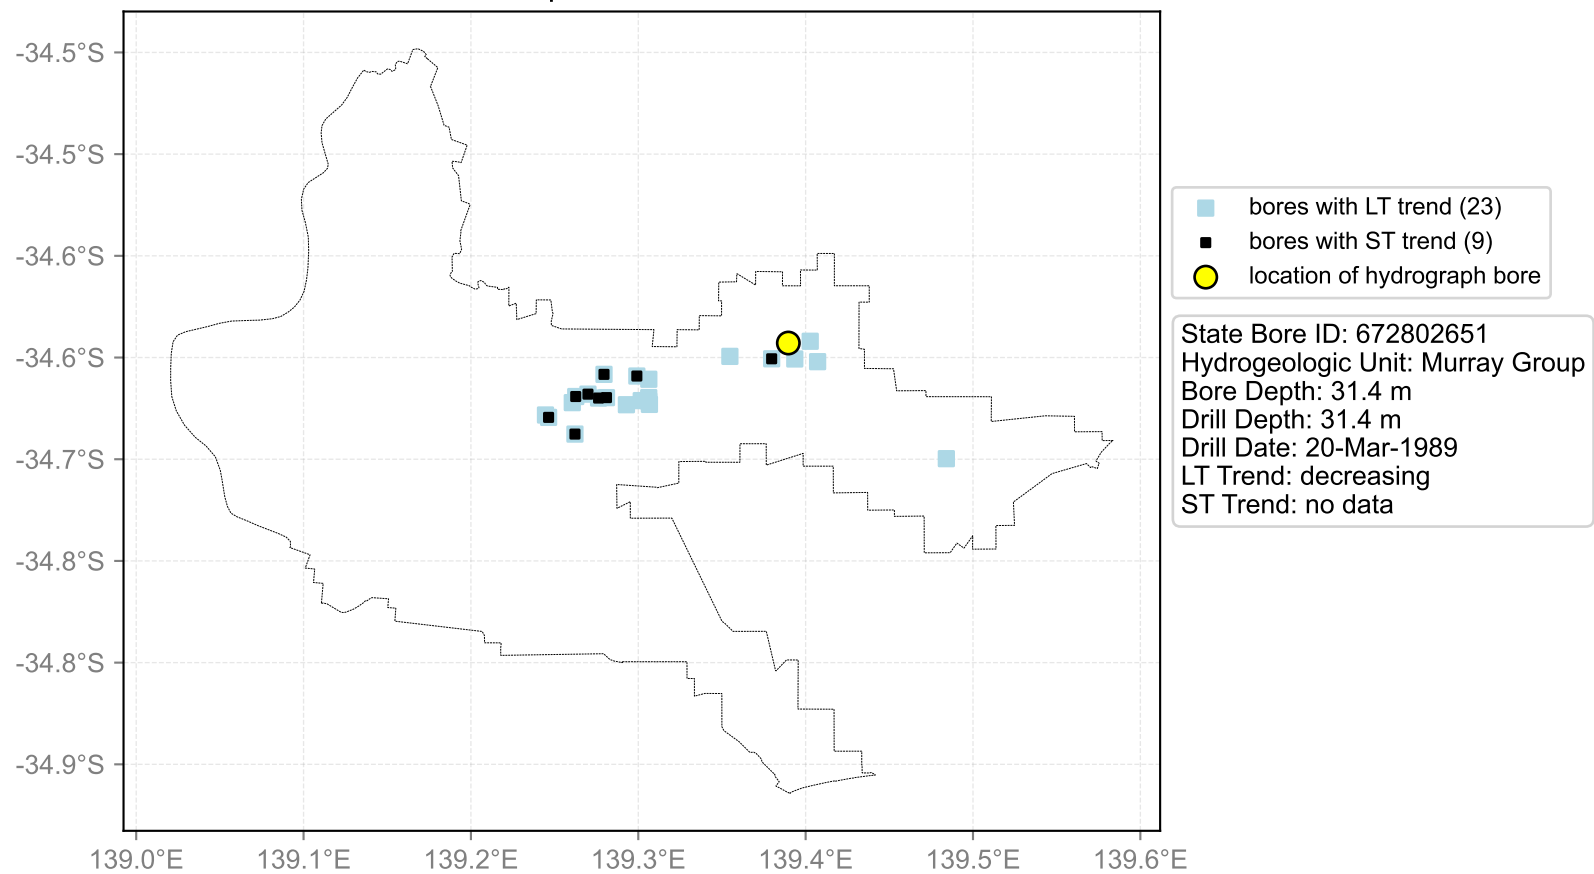 -34.5°S
-34.5°S
-34.6°S
-34.6°S
-34.7°S
-34.8°S
-34.8°S
-34.9°S
139.0°E 139.1°E 139.2°E 139.3°E 139.4°E 139.5°E 139.6°E
bores with LT trend (23)
bores with ST trend (9)
location of hydrograph bore
State Bore ID: 672802651
Hydrogeologic Unit: Murray Group
Bore Depth: 31.4 m
Drill Depth: 31.4 m
Drill Date: 20-Mar-1989
LT Trend: decreasing
ST Trend: no data